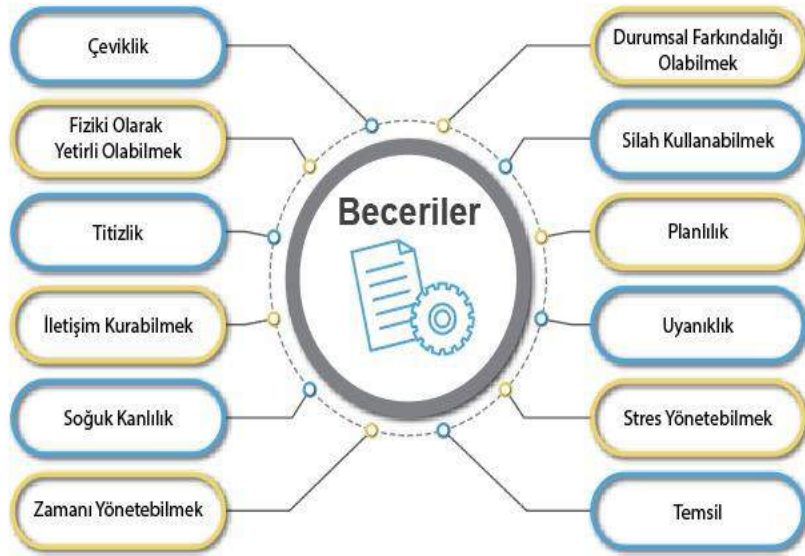 Çeviklik
Fiziki Olarak
Yetirli Olabilmek
Titizlik
İletişim Kurabilmek
Soğuk Kanlılık
Zamanı Yönetebilmek
Beceriler
Durumsal Farkındalığı
Olabilmek
Silah Kullanabilmek
Planlılık
Uyanıklık
Stres Yönetebilmek
Temsil